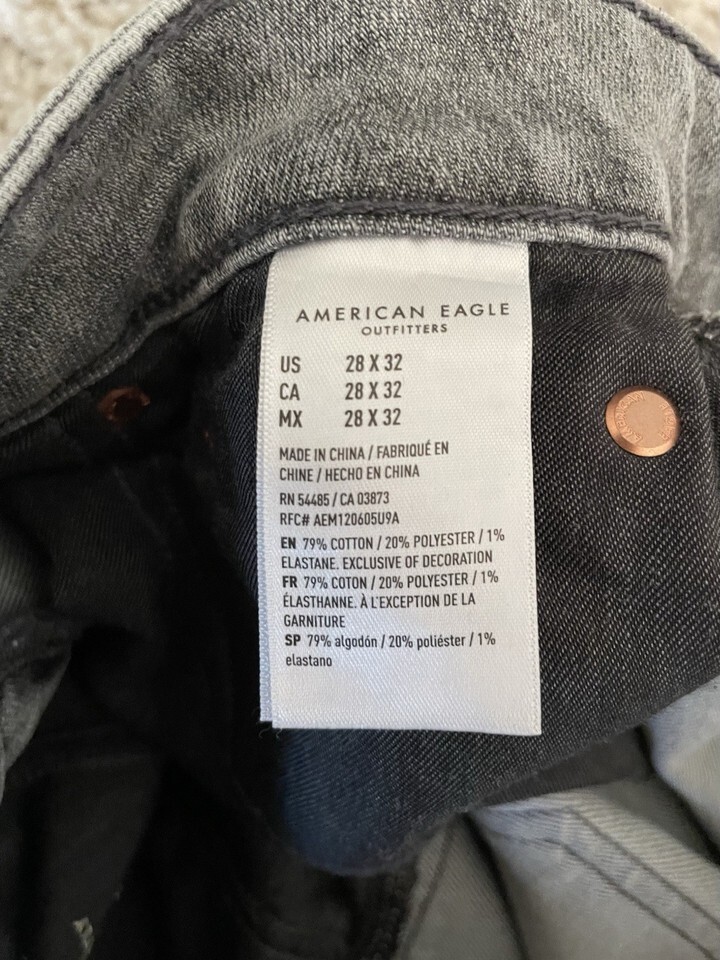 AMERICAN EAGLE
OUTFITTERS
US 28 X 32
CA 28 X 32
MX 28 X 32
MADE IN CHINA / FABRIQUÉ EN
CHINE / HECHO EN CHINA
RN 54485 / CA 03873
RFC# AEM120605U9A
EN 79% COTTON / 20% POLYESTER / 1%
ELASTANE. EXCLUSIVE OF DECORATION
FR 79% COTON / 20% POLYESTER / 1%
ÉLASTHANNE. À L'EXCEPTION DE LA
GARNITURE
SP 79% algodón / 20% poliéster / 1%
elastano
AMERICAN